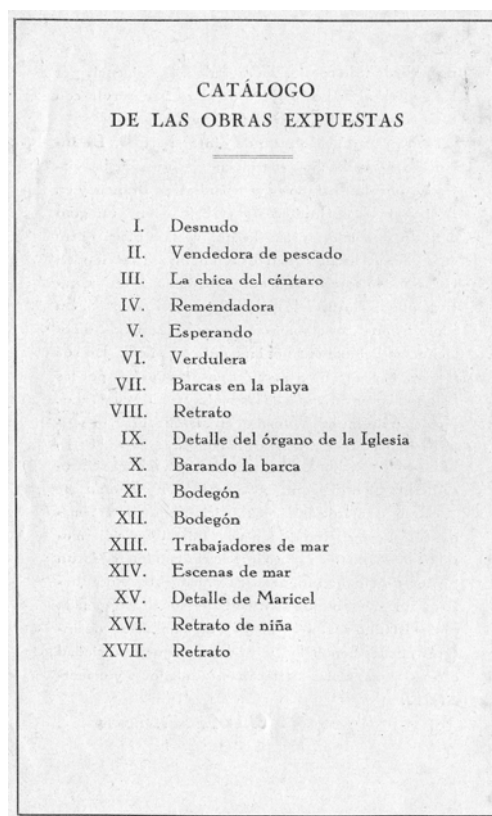 CATÁLOGO
DE LAS OBRAS EXPUESTAS
I. Desnudo
II. Vendedora de pescado
III. La chica del cántaro
IV. Remendadora
V. Esperando
VI. Verdulera
VII. Barcas en la playa
VIII. Retrato
IX. Detalle del órgano de la Iglesia
X. Barando la barca
XI. Bodegón
XII. Bodegón
XIII. Trabajadores de mar
XIV. Escenas de mar
XV. Detalle de Maricel
XVI. Retrato de niña
XVII. Retrato